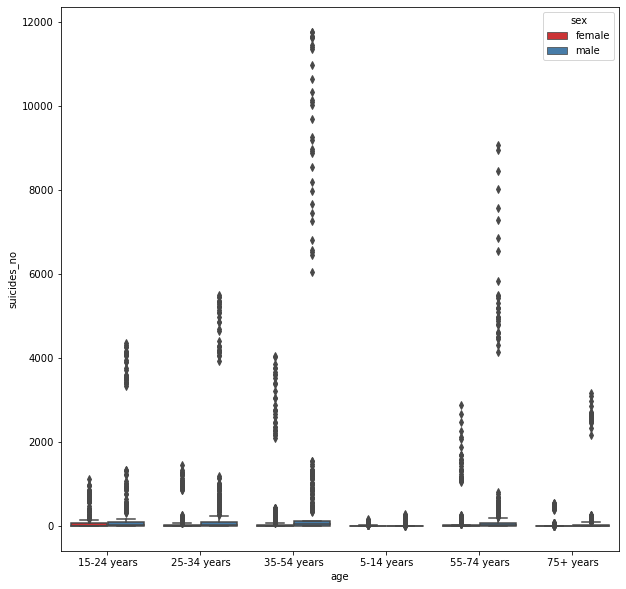 sex
female
male
12000
10000
8000
6000
4000
2000
0
suicides_no
15-24 years
25-34 years
35-54 years
5-14 years
55-74 years
75+ years
age